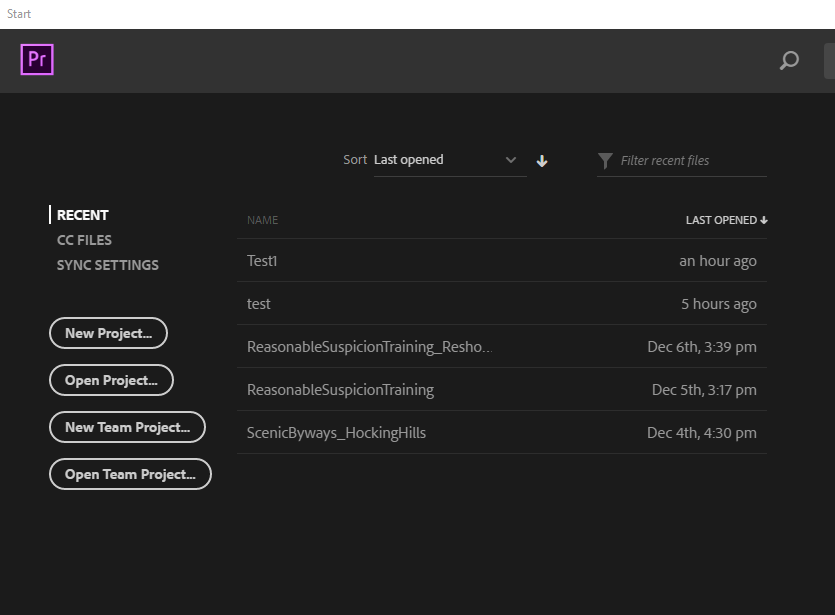 Start
Pr
Sort Last opened
Filter recent files
RECENT
CC FILES
SYNC SETTINGS
New Project...
Open Project...
New Team Project...
Open Team Project...
NAME LAST OPENED
Test1 an hour ago
test 5 hours ago
ReasonableSuspicionTraining_Resho... Dec 6th, 3:39 pm
ReasonableSuspicionTraining Dec 5th, 3:17 pm
ScenicByways_HockingHills Dec 4th, 4:30 pm